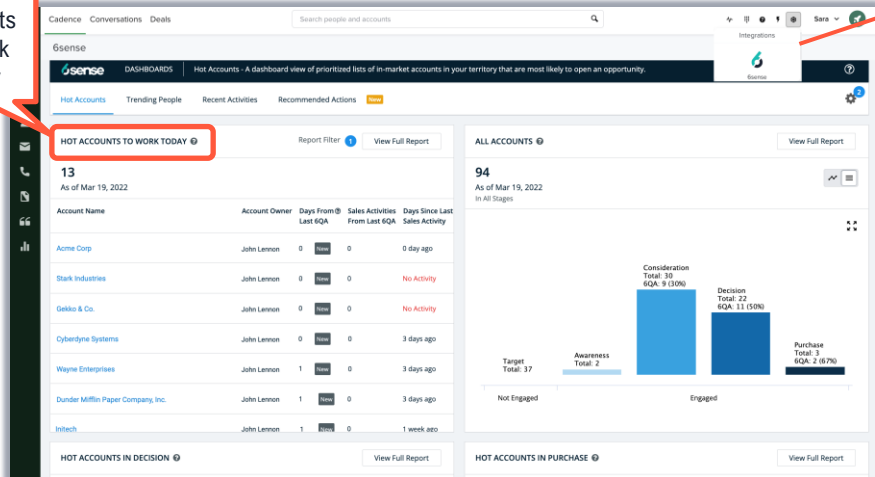 ts
k
Cadence Conversations Deals
Search people and accounts
Sara
Integrations
6sense
6sense
6sense DASHBOARDS Hot Accounts - A dashboard view of prioritized lists of in-market accounts in your territory that are most likely to open an opportunity.
Hot Accounts Trending People Recent Activities Recommended Actions New
2
HOT ACCOUNTS TO WORK TODAY
Report Filter 1 View Full Report
13
As of Mar 19, 2022
Account Name Account Owner Days From Last 6QA Sales Activities From Last 6QA Days Since Last Sales Activity
Acme Corp John Lennon 0 New 0 0 day ago
Stark Industries John Lennon 0 New 0 No Activity
Gekko & Co. John Lennon 0 New 0 No Activity
Cyberdyne Systems John Lennon 0 New 0 3 days ago
Wayne Enterprises John Lennon 1 New 0 3 days ago
Dunder Mifflin Paper Company, Inc. John Lennon 1 New 0 3 days ago
Initech John Lennon 1 New 0 1 week ago
ALL ACCOUNTS
View Full Report
94
As of Mar 19, 2022
In All Stages
Target
Total: 37
Awareness
Total: 2
Consideration
Total: 30
6QA: 9 (30%)
Decision
Total: 22
6QA: 11 (50%)
Purchase
Total: 3
6QA: 2 (67%)
Not Engaged
Engaged
HOT ACCOUNTS IN DECISION
View Full Report
HOT ACCOUNTS IN PURCHASE
View Full Report